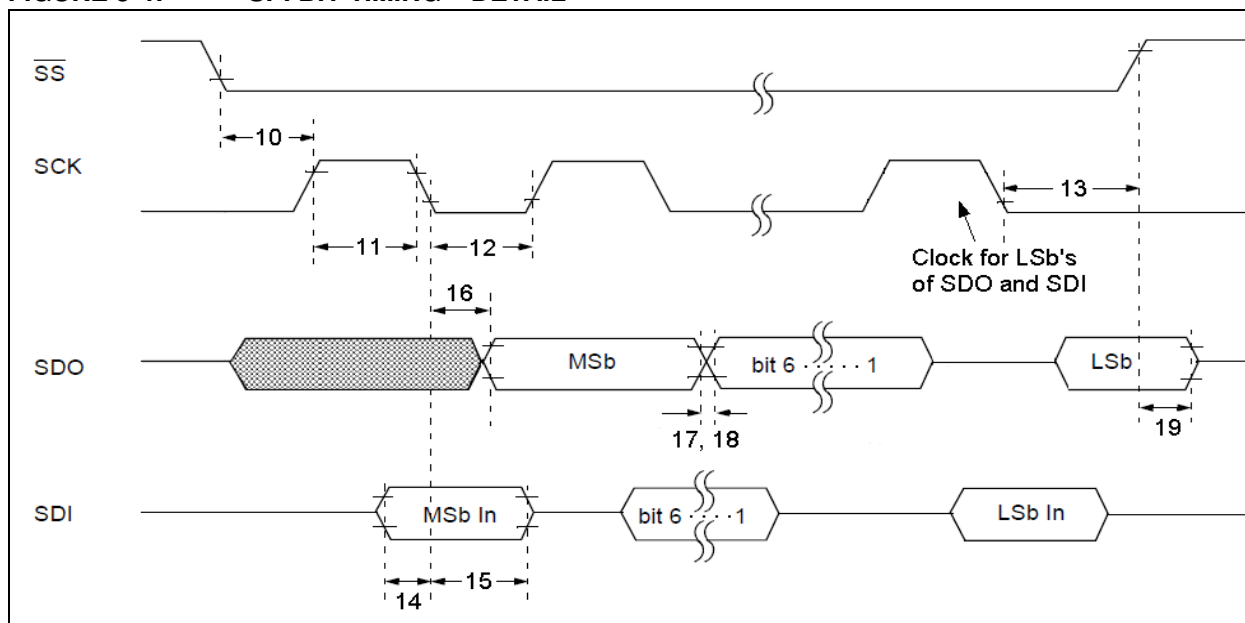 SS
10
SCK
13
11
12
Clock for LSb's
of SDO and SDI
16
SDO
MSb
bit 6 · · · · · · 1
LSb
17, 18
19
SDI
MSb In
bit 6 · · · · · 1
LSb In
14
15